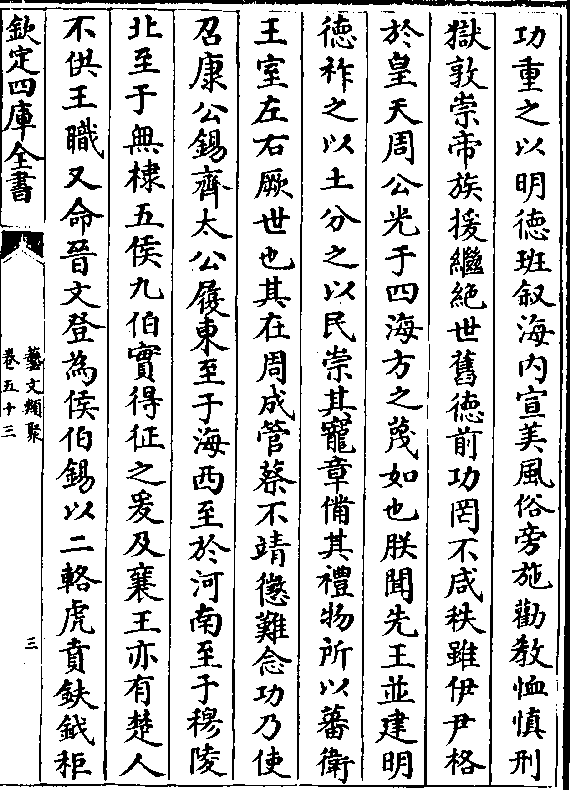 功重之以明徳班叙海内宣美風俗旁施勸教恤慎刑
獄敦崇帝族援繼絶世舊徳前功罔不咸秩雖伊尹格
於皇天周公光于四海方之蔑如也朕聞先王並建明
徳祚之以土分之以民崇其寵章備其禮物所以蕃衛
王室左右厥世也其在周成管蔡不靖懲難念功乃使
召康公錫齊太公履東至于海西至於河南至于穆陵
北至于無棣五侯九伯實得征之爰及襄王亦有楚人
不供王職又命晉文登為侯伯錫以二輅虎賁鈇鉞秬
欽定四庫全書
藝文類聚
卷五十三
三